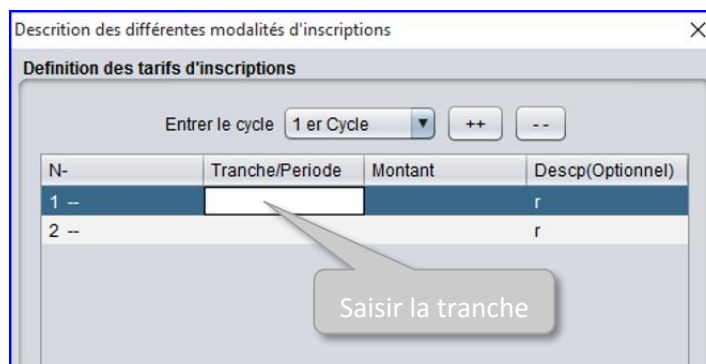 Descrition des différentes modalités d'inscriptions
Definition des tarifs d'inscriptions
Entrer le cycle 1 er Cycle ++ --
N- Tranche/Periode Montant Descp(Optionnel)
1 -- r
2 -- r
Saisir la tranche